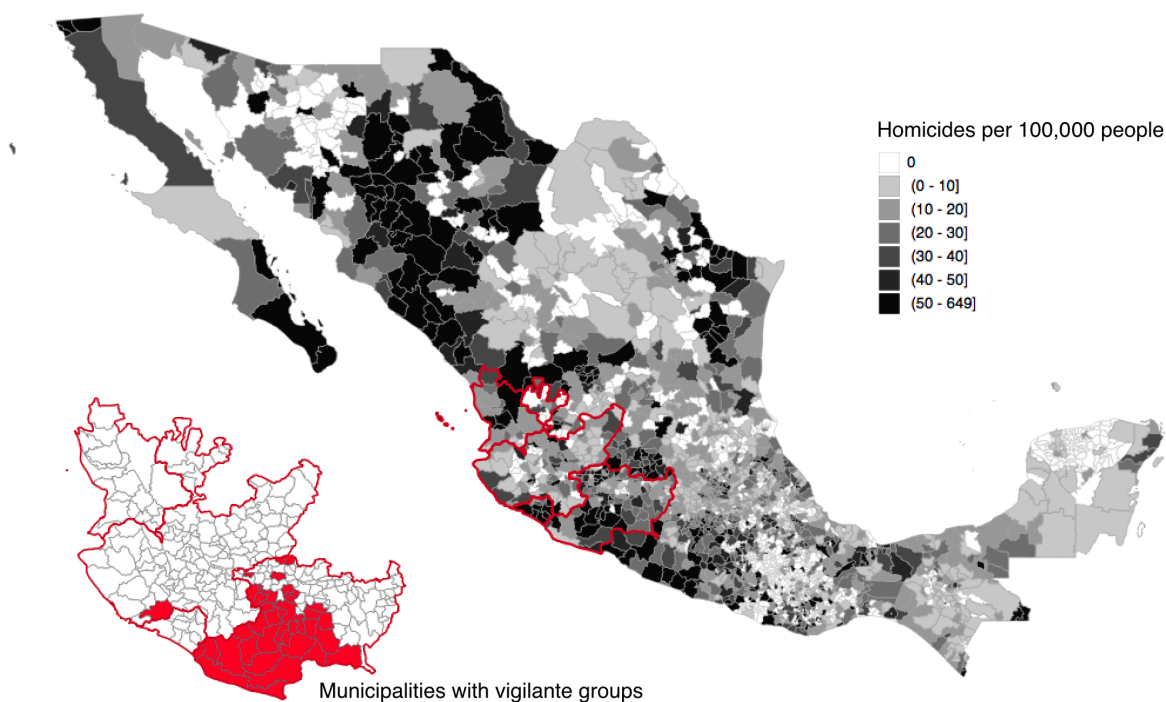 Homicides per 100,000 people
0
(0 - 10]
(10 - 20]
(20 - 30]
(30 - 40]
(40 - 50]
(50 - 649]
Municipalities with vigilante groups